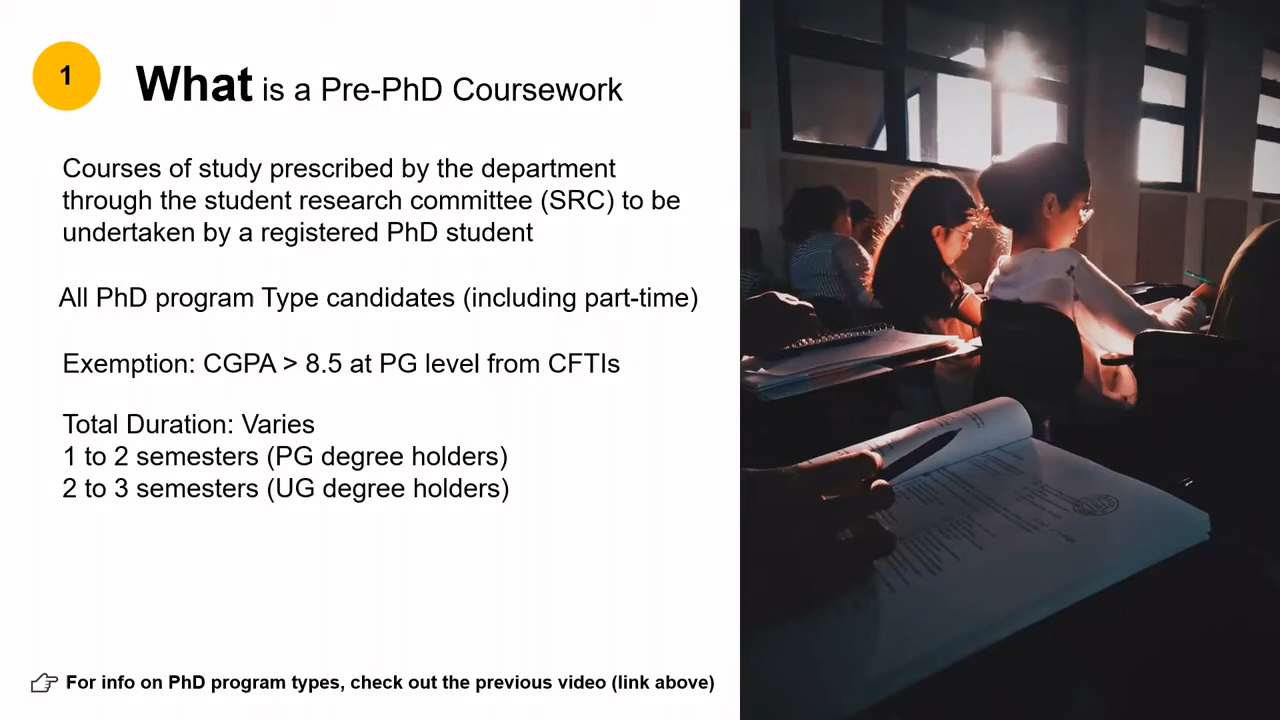 1
What is a Pre-PhD Coursework
Courses of study prescribed by the department
through the student research committee (SRC) to be
undertaken by a registered PhD student
All PhD program Type candidates (including part-time)
Exemption: CGPA > 8.5 at PG level from CFTIs
Total Duration: Varies
1 to 2 semesters (PG degree holders)
2 to 3 semesters (UG degree holders)
For info on PhD program types, check out the previous video (link above)